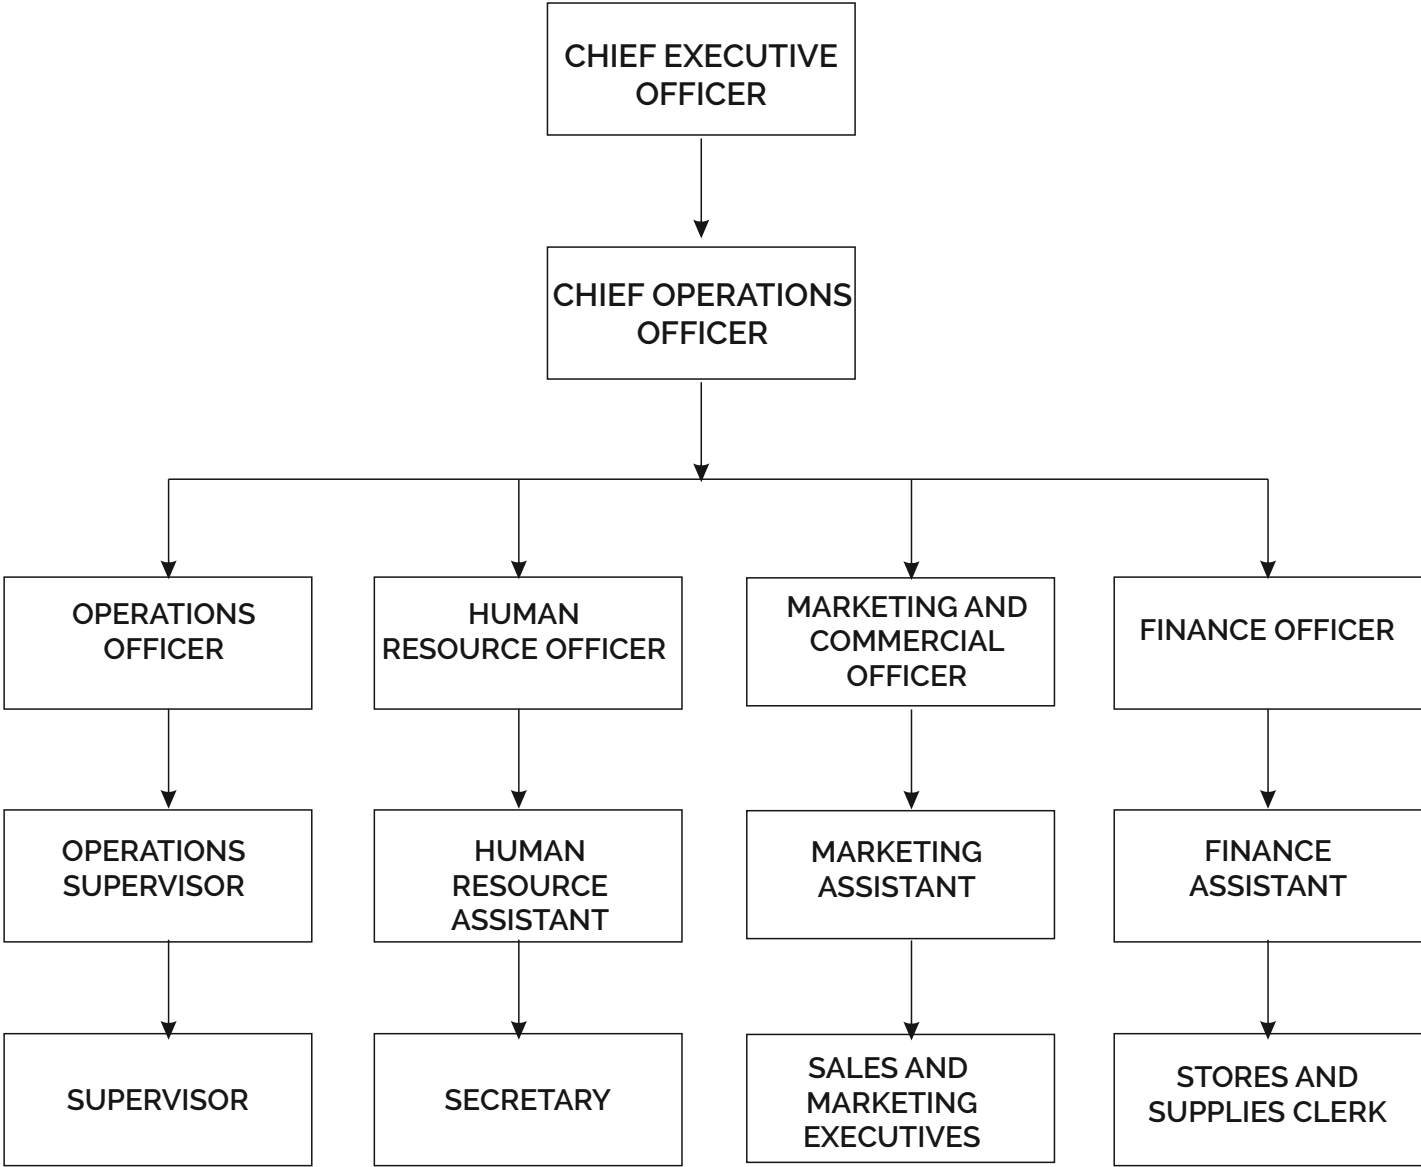 CHIEF EXECUTIVE
OFFICER
CHIEF OPERATIONS
OFFICER
OPERATIONS
OFFICER
HUMAN
RESOURCE OFFICER
MARKETING AND
COMMERCIAL
OFFICER
FINANCE OFFICER
OPERATIONS
SUPERVISOR
HUMAN
RESOURCE
ASSISTANT
MARKETING
ASSISTANT
FINANCE
ASSISTANT
SUPERVISOR
SECRETARY
SALES AND
MARKETING
EXECUTIVES
STORES AND
SUPPLIES CLERK